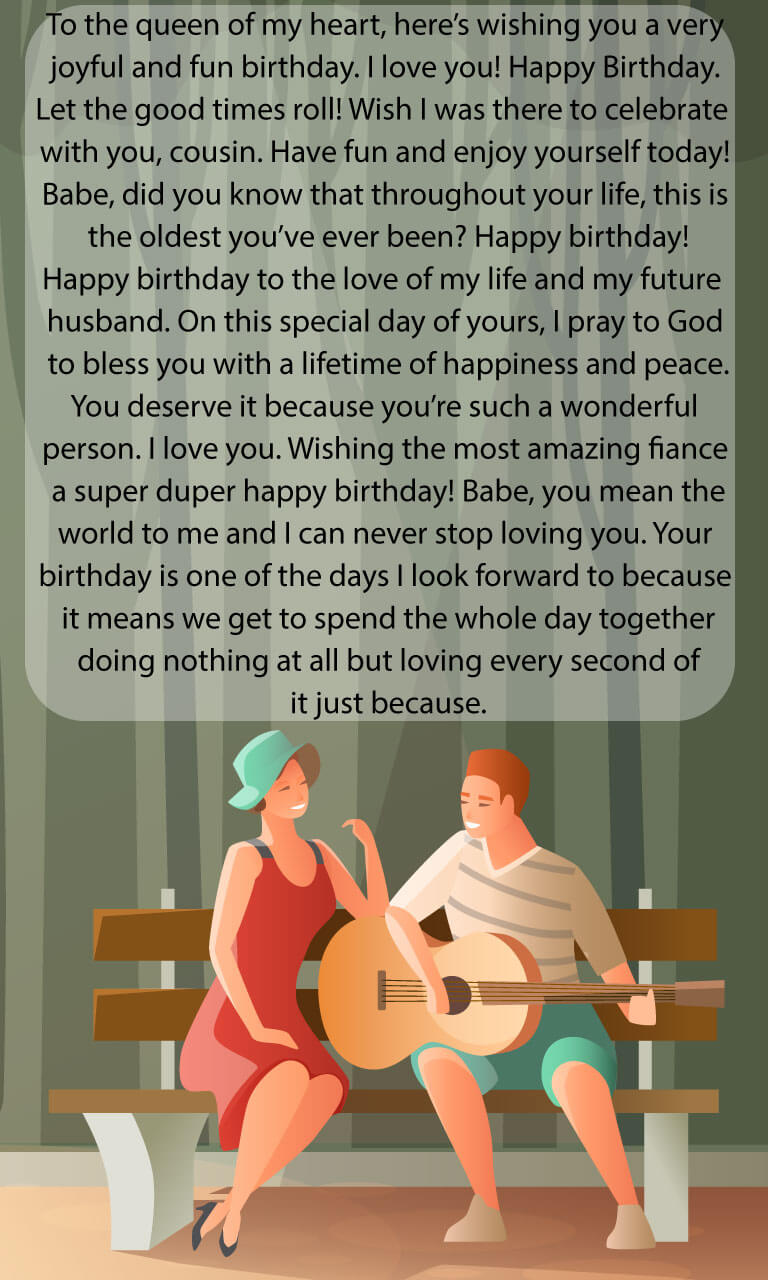 To the queen of my heart, here’s wishing you a very
joyful and fun birthday. I love you! Happy Birthday.
Let the good times roll! Wish I was there to celebrate
with you, cousin. Have fun and enjoy yourself today!
Babe, did you know that throughout your life, this is
the oldest you’ve ever been? Happy birthday!
Happy birthday to the love of my life and my future
husband. On this special day of yours, I pray to God
to bless you with a lifetime of happiness and peace.
You deserve it because you’re such a wonderful
person. I love you. Wishing the most amazing fiance
a super duper happy birthday! Babe, you mean the
world to me and I can never stop loving you. Your
birthday is one of the days I look forward to because
it means we get to spend the whole day together
doing nothing at all but loving every second of
it just because.